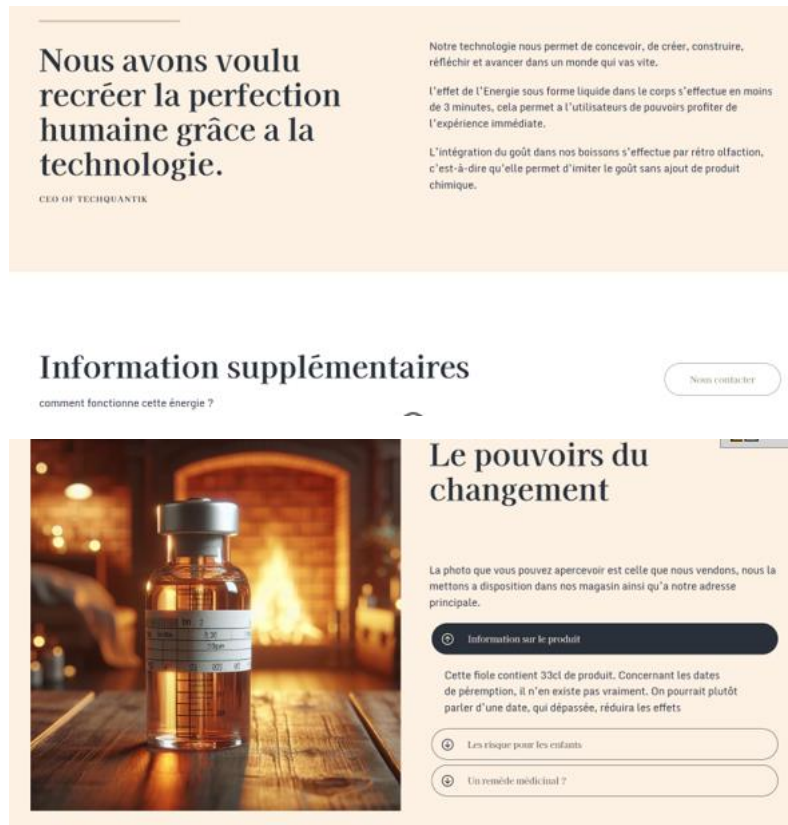 Nous avons voulu
recréer la perfection
humaine grâce a la
technologie.
CEO OF TECHQUANTIK
Notre technologie nous permet de concevoir, de créer, construire,
réfléchir et avancer dans un monde qui vas vite.
l'effet de l'Energie sous forme liquide dans le corps s'effectue en moins
de 3 minutes, cela permet a l'utilisateurs de pouvoirs profiter de
l'expérience immédiate.
L'intégration du goût dans nos boissons s'effectue par rétro olfaction,
c'est-à-dire qu'elle permet d'imiter le goût sans ajout de produit
chimique.
Information supplémentaires
comment fonctionne cette énergie ?
Nous contacter
Le pouvoirs du
changement
La photo que vous pouvez apercevoir est celle que nous vendons, nous la
mettons a disposition dans nos magasin ainsi qu'a notre adresse
principale.
Information sur le produit
Cette fiole contient 33cl de produit. Concernant les dates
de péremption, il n'en existe pas vraiment. On pourrait plutôt
parler d'une date, qui dépassée, réduira les effets
Les risque pour les enfants
Un remède médicinal ?